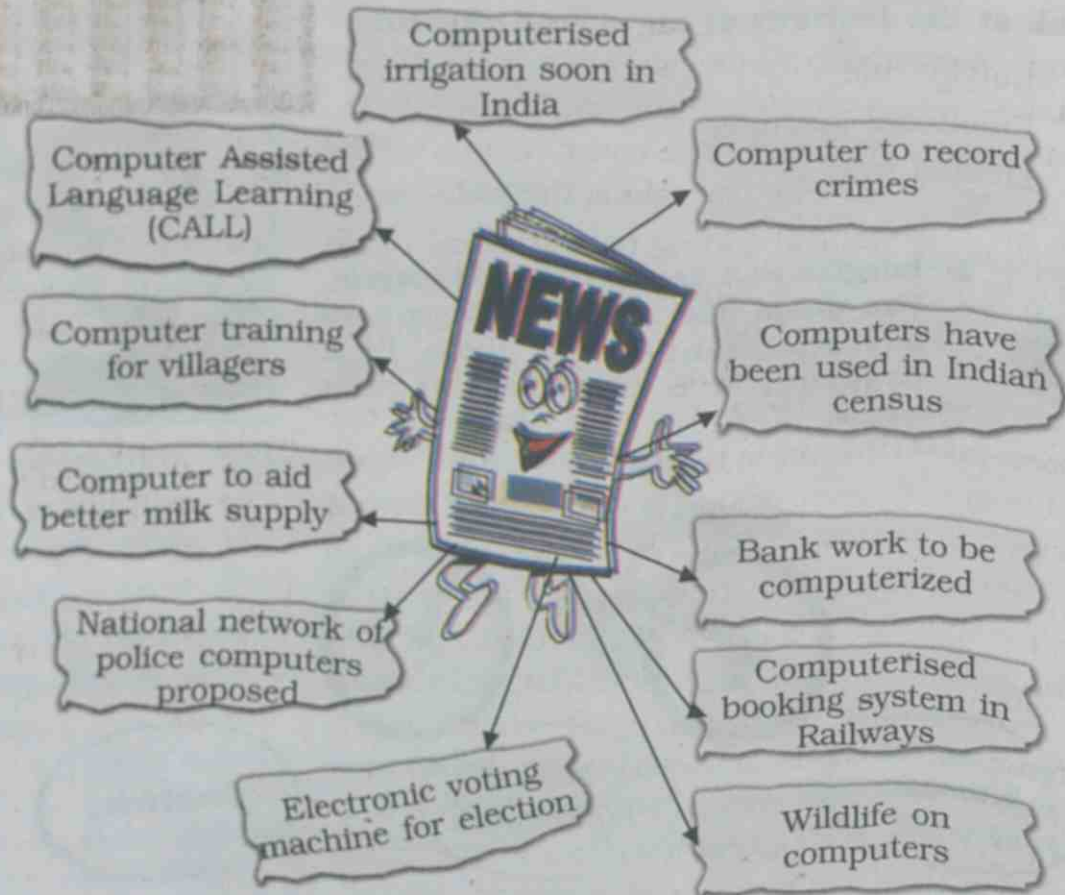 Computerised
irrigation soon in
India
Computer Assisted
Language Learning
(CALL)
Computer to record
crimes
NEWS
Computer training
for villagers
Computers have
been used in Indian
census
Computer to aid
better milk supply
Bank work to be
computerized
National network of
police computers
proposed
Computerised
booking system in
Railways
Electronic voting
machine for election
Wildlife on
computers